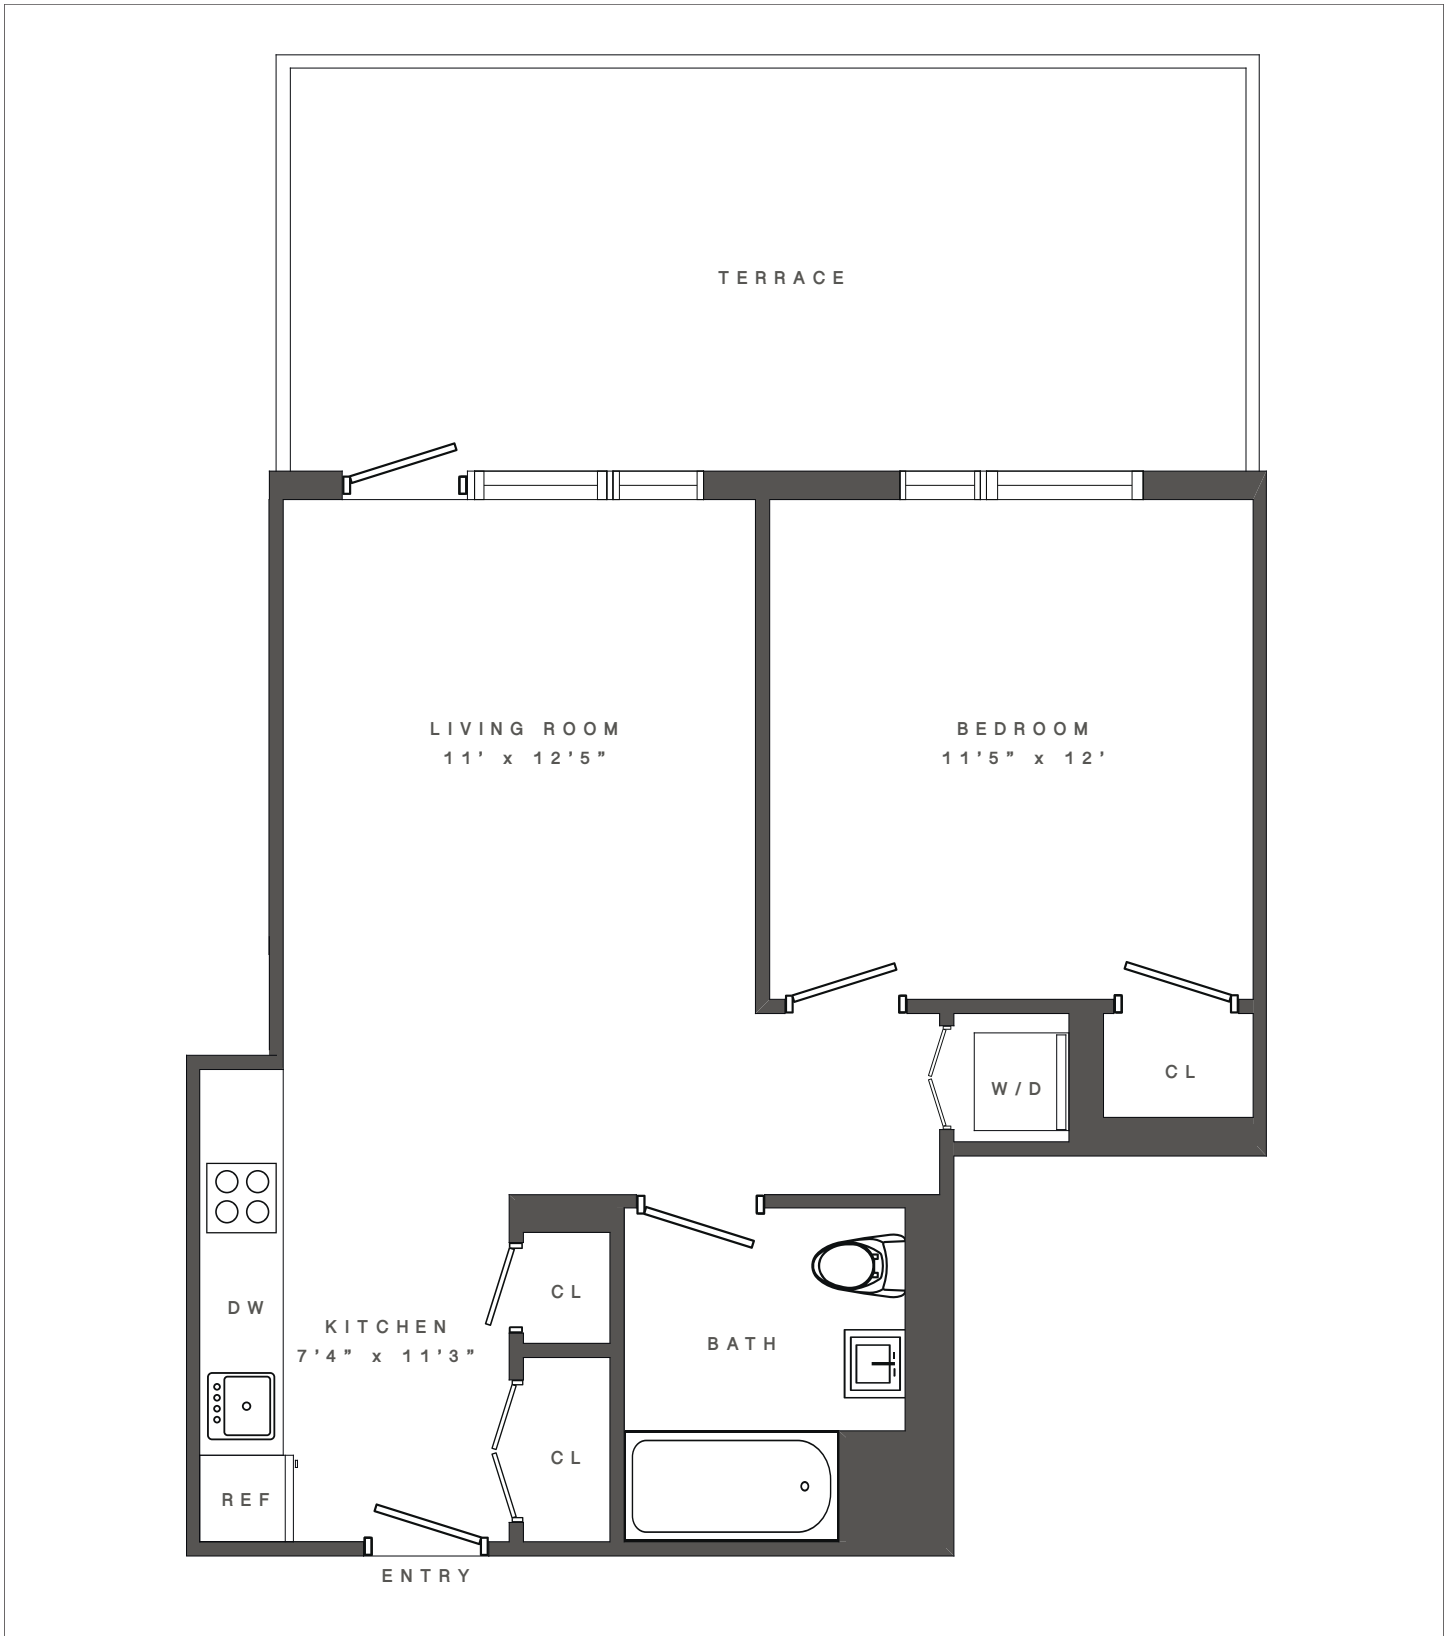 TERRACE
LIVING ROOM
11’ x 12’5”
BEDROOM
11’5” x 12’
W/D
CL
DW
KITCHEN
7’4” x 11’3”
CL
BATH
CL
REF
ENTRY